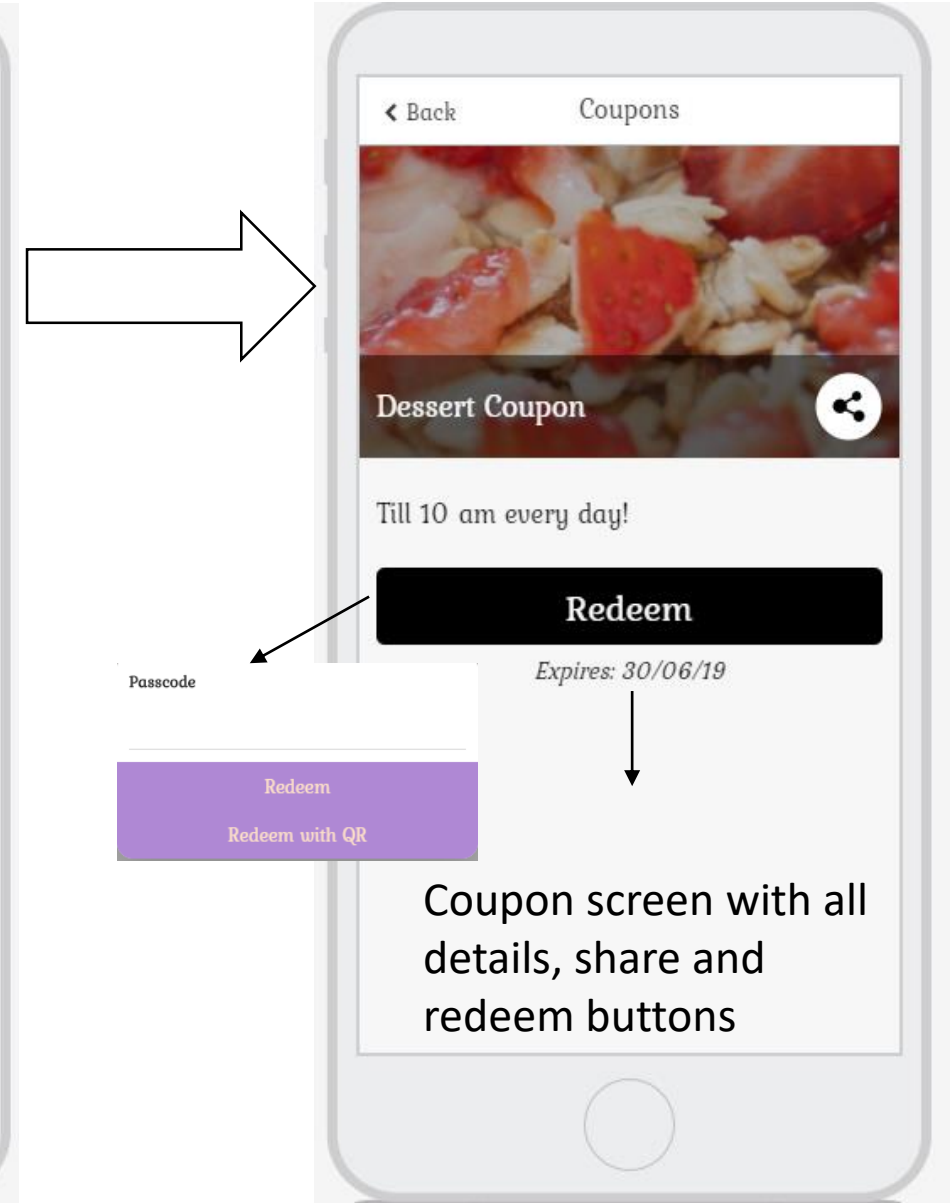 Back
Coupons
Dessert Coupon
Till 10 am every day!
Redeem
Expires: 30/06/19
Passcode
Redeem
Redeem with QR
Coupon screen with all
details, share and
redeem buttons